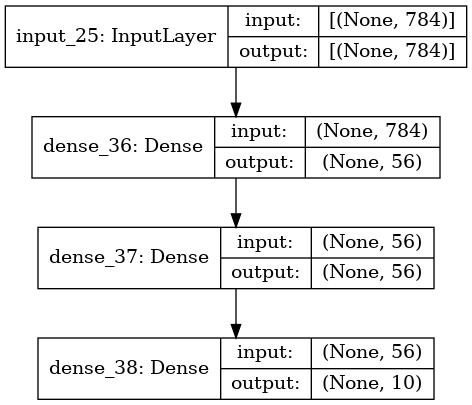 input_25: InputLayer
input:
[(None, 784)]
output:
[(None, 784)]
dense_36: Dense
input:
(None, 784)
output:
(None, 56)
dense_37: Dense
input:
(None, 56)
output:
(None, 56)
dense_38: Dense
input:
(None, 56)
output:
(None, 10)